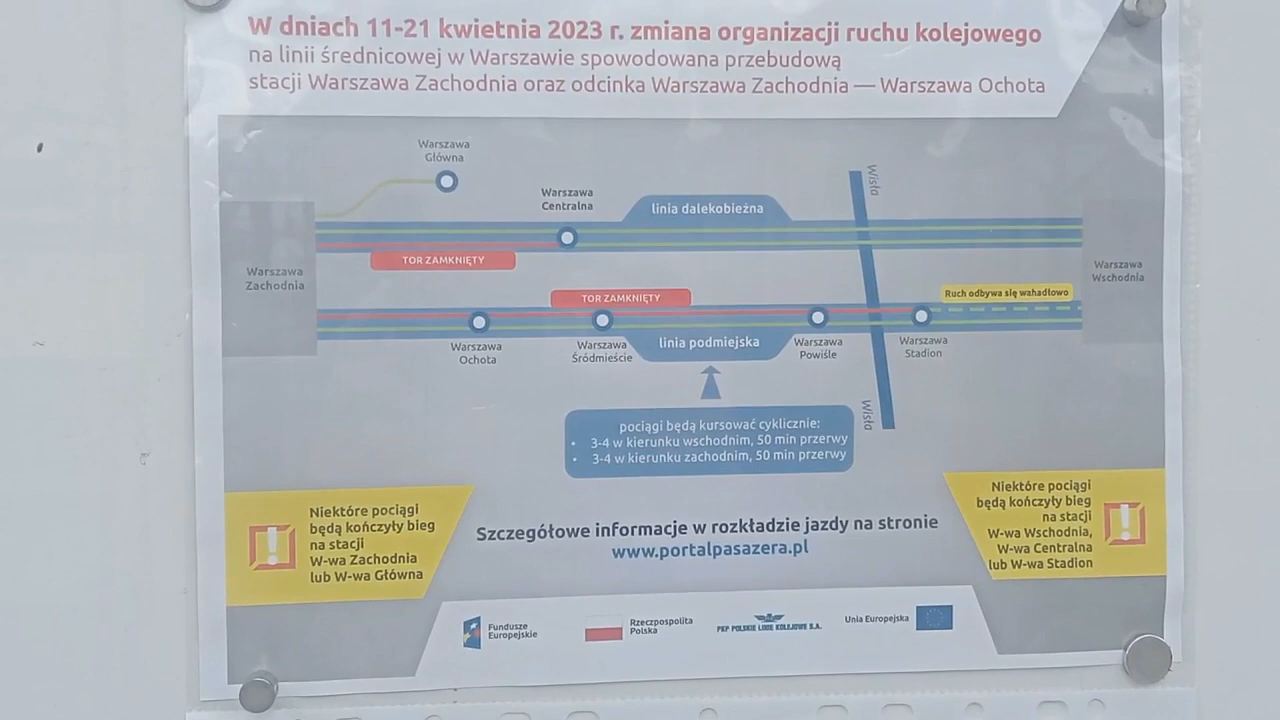 W dniach 11-21 kwietnia 2023 r. zmiana organizacji ruchu kolejowego
na linii średnicowej w Warszawie spowodowana przebudową
stacji Warszawa Zachodnia oraz odcinka Warszawa Zachodnia — Warszawa Ochota
Warszawa
Główna
Wisła
Warszawa
Centralna
linia dalekobieżna
TOR ZAMKNIĘTY
Warszawa
Zachodnia
Warszawa
Wschodnia
TOR ZAMKNIĘTY
Ruch odbywa się wahadłowo
Warszawa
Ochota
Warszawa
Śródmieście
linia podmiejska
Warszawa
Powiśle
Warszawa
Stadion
Wisła
pociągi będą kursować cyklicznie:
• 3-4 w kierunku wschodnim, 50 min przerwy
• 3-4 w kierunku zachodnim, 50 min przerwy
Niektóre pociągi
będą kończyły bieg
na stacji
W-wa Zachodnia
lub W-wa Główna
Szczegółowe informacje w rozkładzie jazdy na stronie
www.portalpasazera.pl
Niektóre pociągi
będą kończyły bieg
na stacji
W-wa Wschodnia,
W-wa Centralna
lub W-wa Stadion
Fundusze
Europejskie
Rzeczpospolita
Polska
PKP POLSKIE LINIE KOLEJOWE S.A.
Unia Europejska